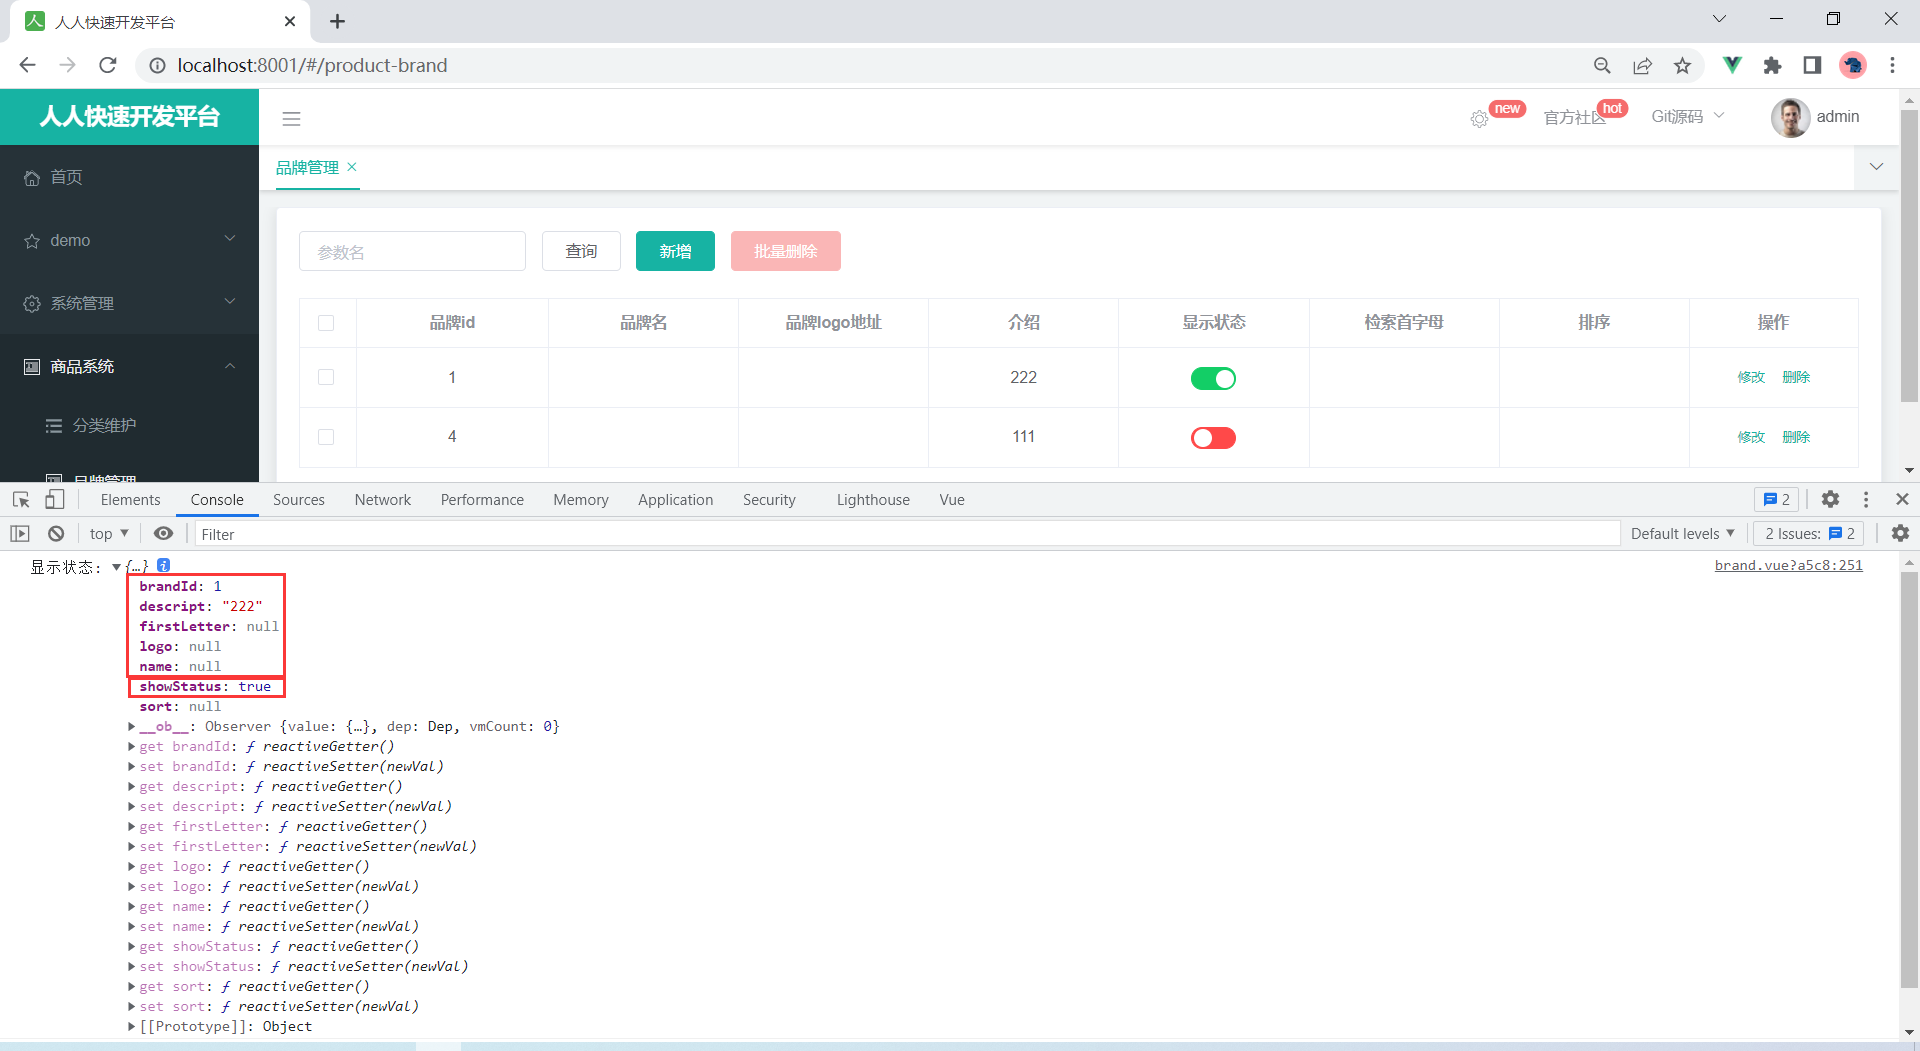 人人快速开发平台
localhost:8001/#/product-brand
人人快速开发平台
new
官方社区
hot
Git源码
admin
首页
demo
系统管理
商品系统
分类维护
品牌管理
品牌管理
参数名
查询
新增
批量删除
品牌id 品牌名 品牌logo地址 介绍 显示状态 检索首字母 排序 操作
1 222 修改 删除
4 111 修改 删除
Elements Console Sources Network Performance Memory Application Security Lighthouse Vue 2
top Filter Default levels 2 Issues: 2
显示状态: {…} i brand.vue?a5c8:251
brandId: 1
descript: "222"
firstLetter: null
logo: null
name: null
showStatus: true
sort: null
__ob__: Observer {value: {…}, dep: Dep, vmCount: 0}
get brandId: ƒ reactiveGetter()
set brandId: ƒ reactiveSetter(newVal)
get descript: ƒ reactiveGetter()
set descript: ƒ reactiveSetter(newVal)
get firstLetter: ƒ reactiveGetter()
set firstLetter: ƒ reactiveSetter(newVal)
get logo: ƒ reactiveGetter()
set logo: ƒ reactiveSetter(newVal)
get name: ƒ reactiveGetter()
set name: ƒ reactiveSetter(newVal)
get showStatus: ƒ reactiveGetter()
set showStatus: ƒ reactiveSetter(newVal)
get sort: ƒ reactiveGetter()
set sort: ƒ reactiveSetter(newVal)
[[Prototype]]: Object